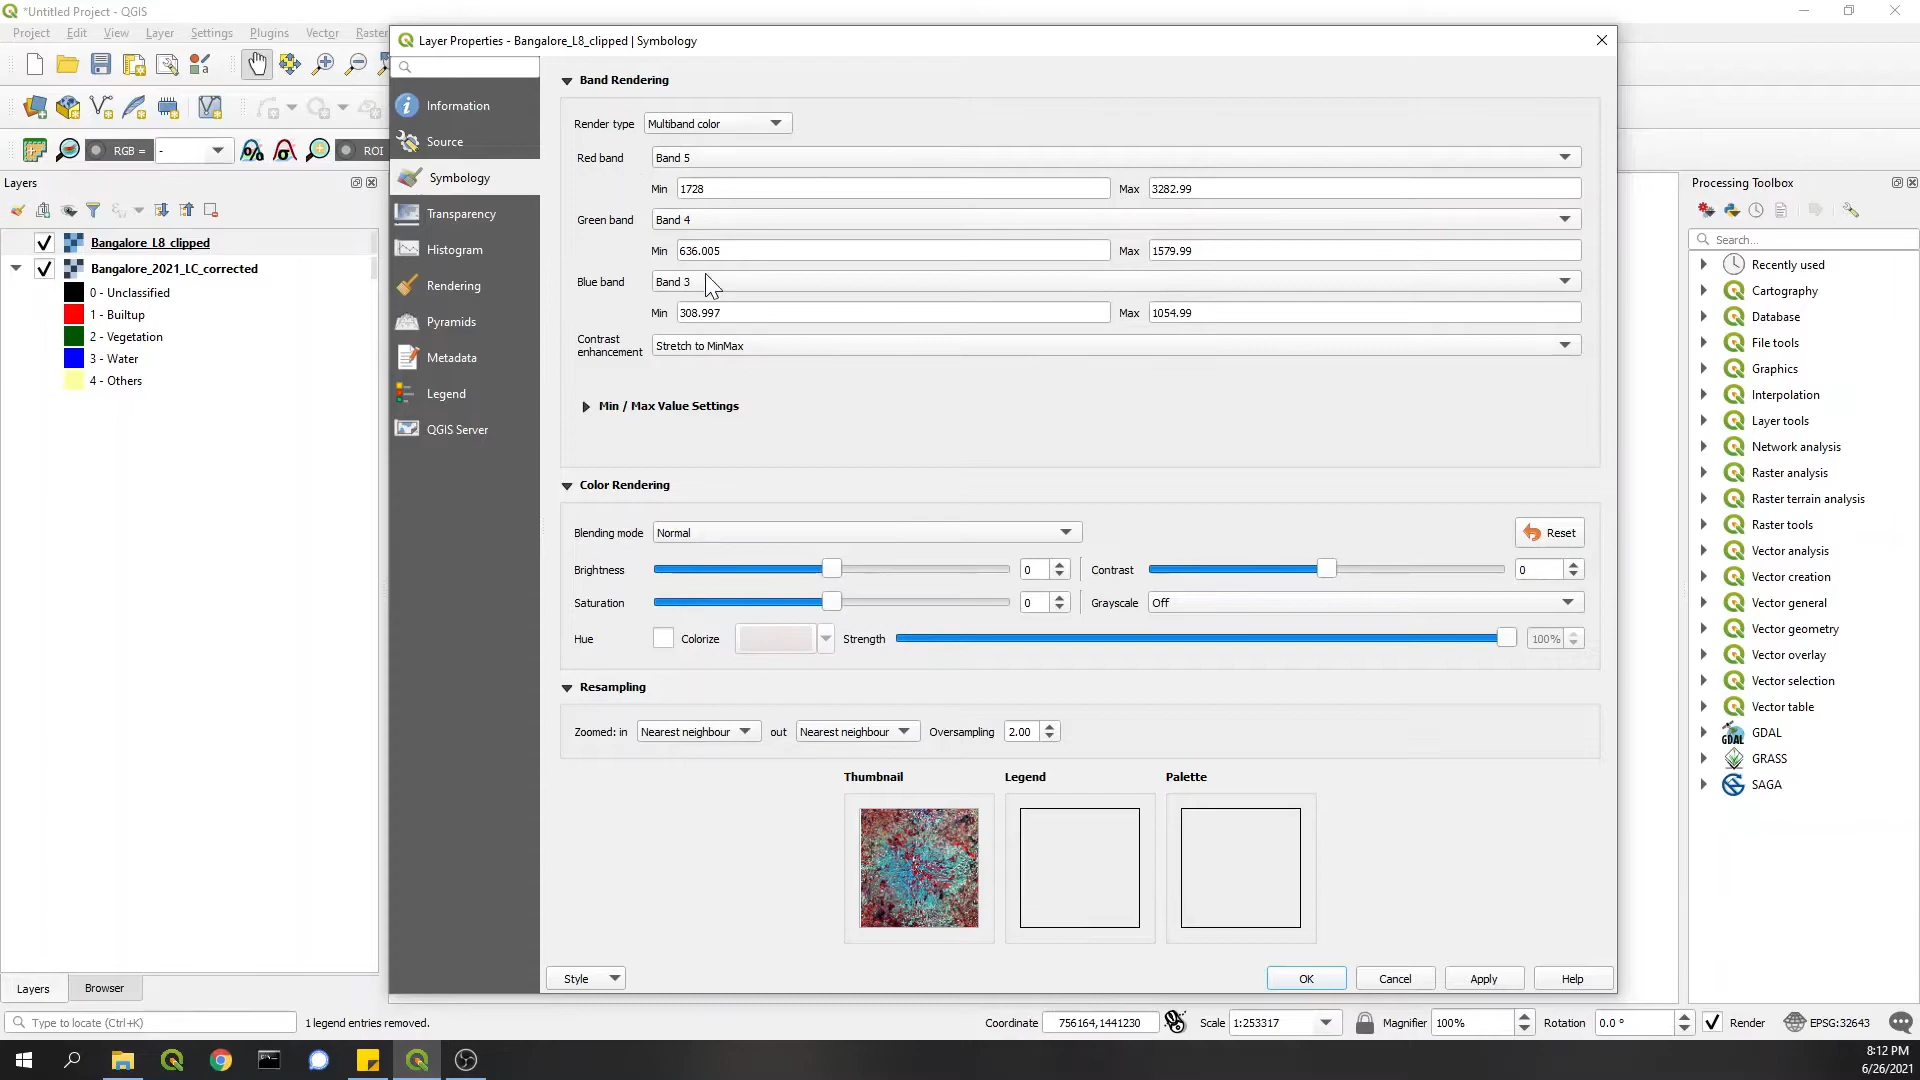 *Untitled Project - QGIS
Project Edit View Layer Settings Plugins Vector Raster
Layer Properties - Bangalore_L8_clipped | Symbology
RGB = - ROI
Layers
Bangalore_L8_clipped
Bangalore_2021_LC_corrected
0 - Unclassified
1 - Builtup
2 - Vegetation
3 - Water
4 - Others
Layers Browser
Information
Source
Symbology
Transparency
Histogram
Rendering
Pyramids
Metadata
Legend
QGIS Server
Band Rendering
Render type Multiband color
Red band Band 5
Min 1728 Max 3282.99
Green band Band 4
Min 636.005 Max 1579.99
Blue band Band 3
Min 308.997 Max 1054.99
Contrast
enhancement Stretch to MinMax
Min / Max Value Settings
Color Rendering
Blending mode Normal Reset
Brightness 0 Contrast 0
Saturation 0 Grayscale Off
Hue Colorize Strength 100%
Resampling
Zoomed: in Nearest neighbour out Nearest neighbour Oversampling 2.00
Thumbnail Legend Palette
Style OK Cancel Apply Help
Processing Toolbox
Search...
Recently used
Cartography
Database
File tools
Graphics
Interpolation
Layer tools
Network analysis
Raster analysis
Raster terrain analysis
Raster tools
Vector analysis
Vector creation
Vector general
Vector geometry
Vector overlay
Vector selection
Vector table
GDAL
GRASS
SAGA
Type to locate (Ctrl+K) 1 legend entries removed. Coordinate 756164,1441230 Scale 1:253317 Magnifier 100% Rotation 0.0 ° Render EPSG:32643
8:12 PM
6/26/2021